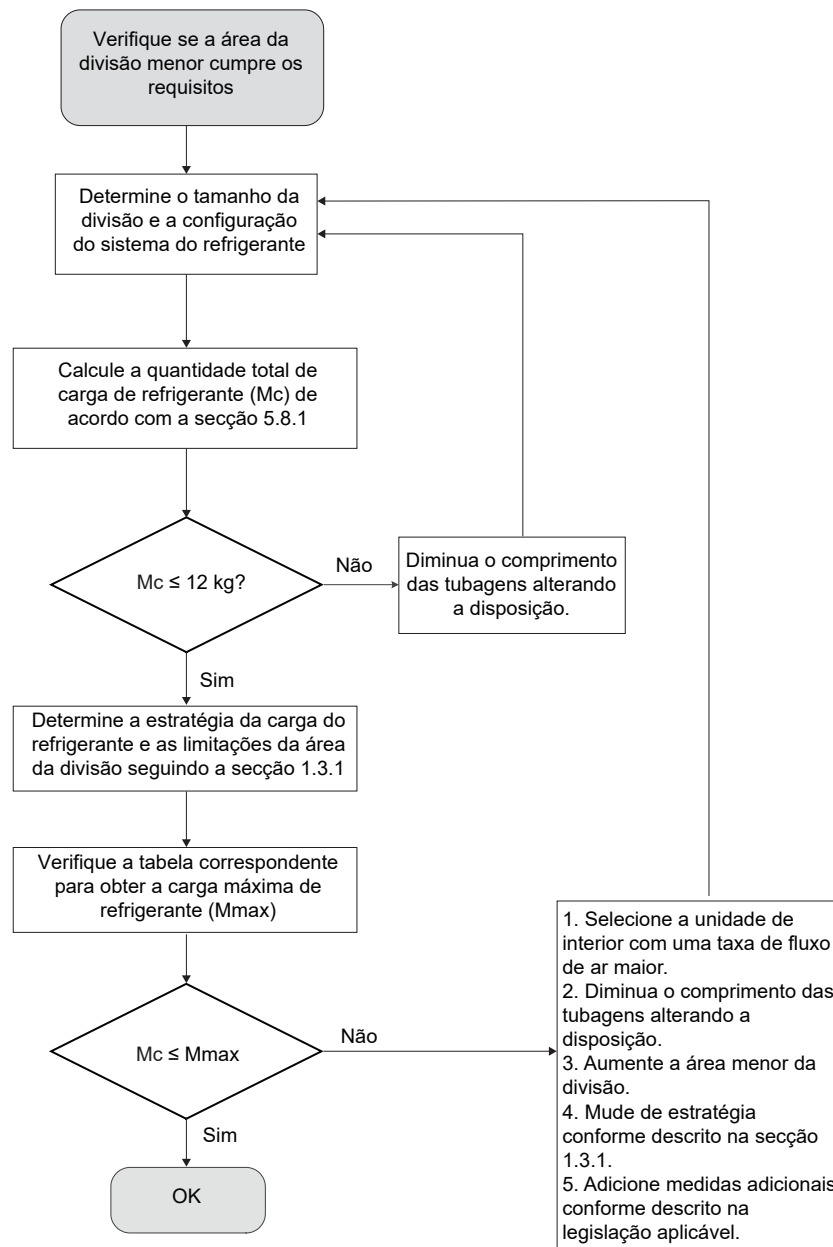 Verifique se a área da
divisão menor cumpre os
requisitos
Determine o tamanho da
divisão e a configuração
do sistema do refrigerante
Calcule a quantidade total de
carga de refrigerante (Mc) de
acordo com a secção 5.8.1
Mc ≤ 12 kg?
Não
Diminua o comprimento
das tubagens alterando
a disposição.
Sim
Determine a estratégia da carga do
refrigerante e as limitações da área
da divisão seguindo a secção 1.3.1
Verifique a tabela correspondente
para obter a carga máxima de
refrigerante (Mmax)
Mc ≤ Mmax
Não
1. Selecione a unidade de
interior com uma taxa de fluxo
de ar maior.
2. Diminua o comprimento das
tubagens alterando a
disposição.
3. Aumente a área menor da
divisão.
4. Mude de estratégia
conforme descrito na secção
1.3.1.
5. Adicione medidas adicionais
conforme descrito na
legislação aplicável.
Sim
OK